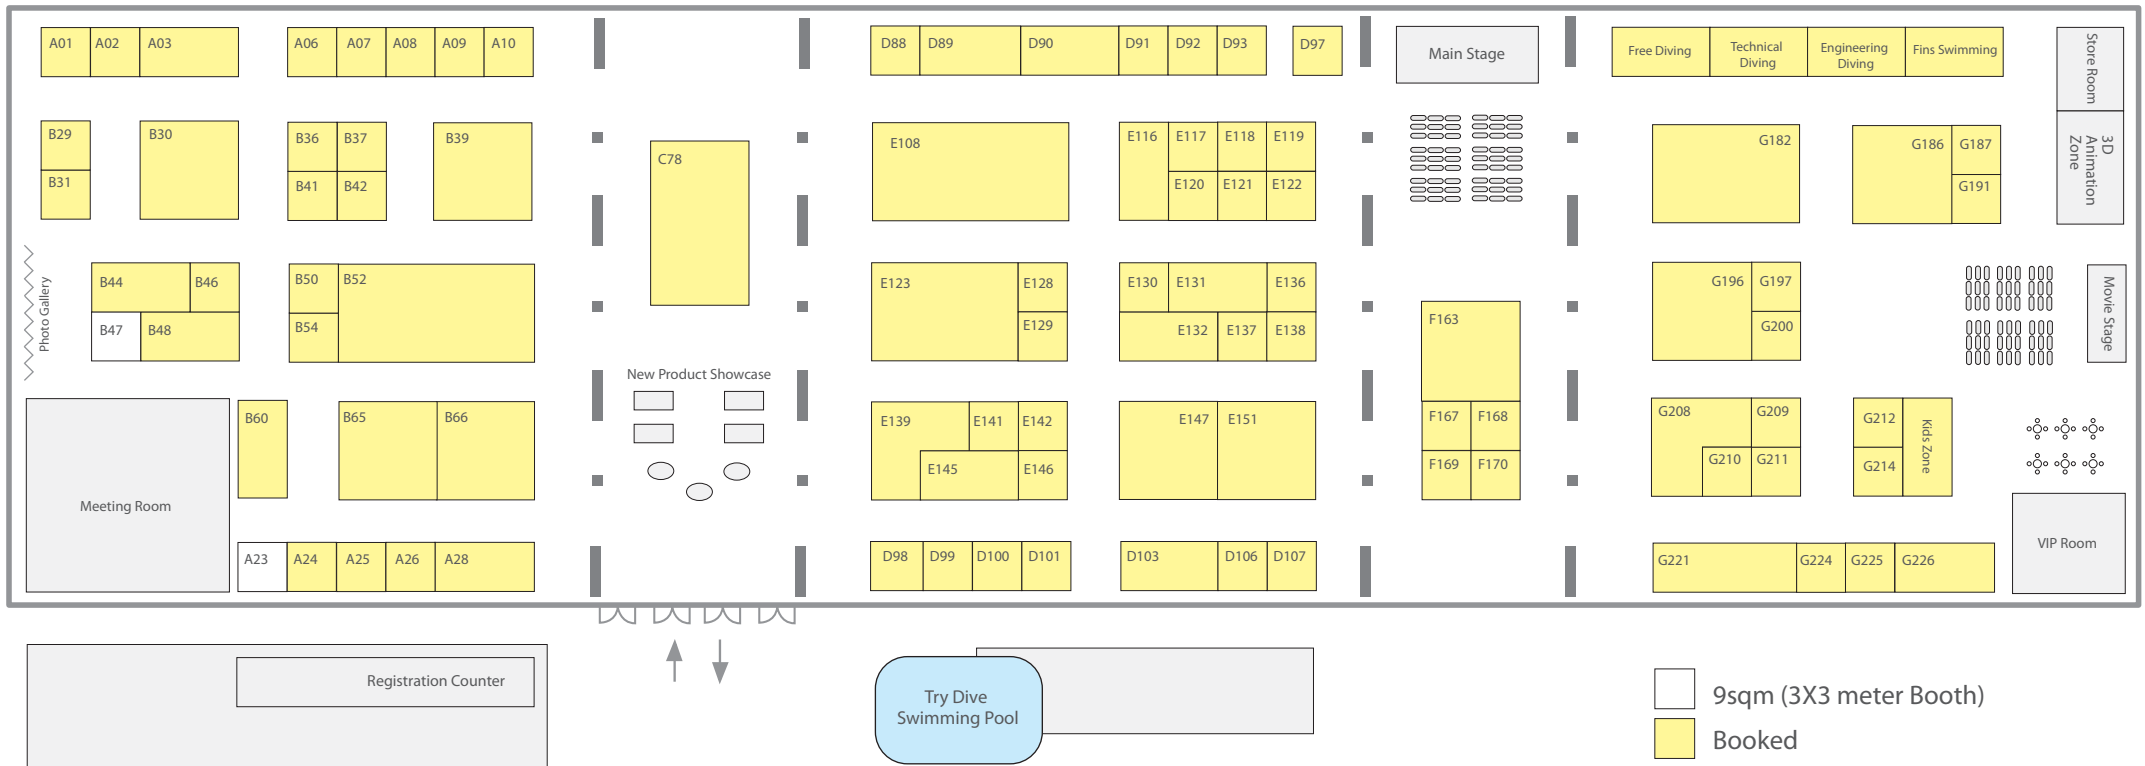 A01
A02
A03
A06
A07
A08
A09
A10
D88
D89
D90
D91
D92
D93
D97
Main Stage
Free Diving
Technical
Diving
Engineering
Diving
Fins Swimming
Store Room
B29
B30
B31
B36
B37
B39
B41
B42
C78
E108
E116
E117
E118
E119
E120
E121
E122
G182
G186
G187
G191
3D
Animation
Zone
Photo Gallery
B44
B46
B47
B48
B50
B52
B54
E123
E128
E129
E130
E131
E136
E132
E137
E138
F163
G196
G197
G200
Movie Stage
New Product Showcase
Meeting Room
B60
B65
B66
E139
E141
E142
E145
E146
E147
E151
F167
F168
F169
F170
G208
G209
G210
G211
G212
G214
Kids Zone
VIP Room
A23
A24
A25
A26
A28
D98
D99
D100
D101
D103
D106
D107
G221
G224
G225
G226
Registration Counter
Try Dive
Swimming Pool
9sqm (3X3 meter Booth)
Booked